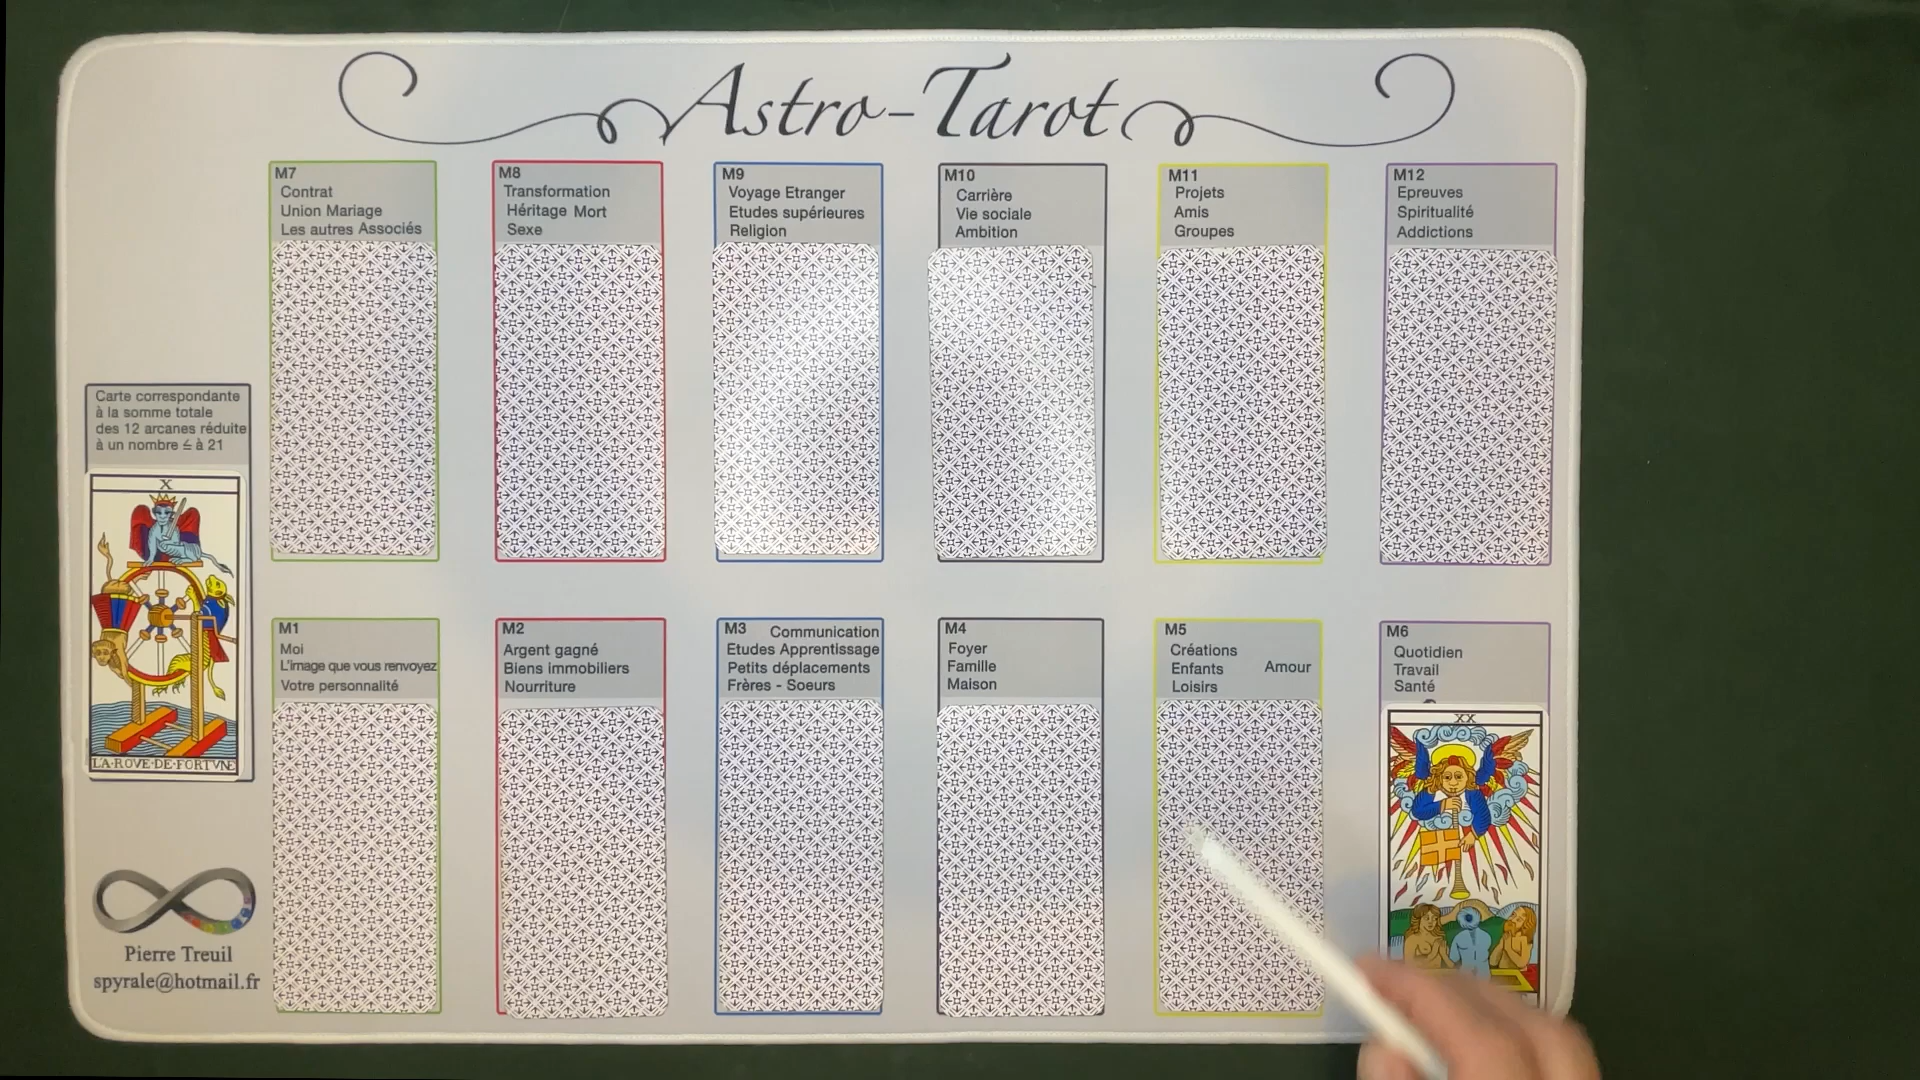 Astro-Tarot
M7
Contrat
Union Mariage
Les autres Associés
M8
Transformation
Héritage Mort
Sexe
M9
Voyage Etranger
Etudes supérieures
Religion
M10
Carrière
Vie sociale
Ambition
M11
Projets
Amis
Groupes
M12
Epreuves
Spiritualité
Addictions
Carte correspondante
à la somme totale
des 12 arcanes réduite
à un nombre ≤ à 21
X
LA·ROVE·DE·FORTVNE
M1
Moi
L'image que vous renvoyez
Votre personnalité
M2
Argent gagné
Biens immobiliers
Nourriture
M3 Communication
Etudes Apprentissage
Petits déplacements
Frères - Soeurs
M4
Foyer
Famille
Maison
M5
Créations
Enfants Amour
Loisirs
M6
Quotidien
Travail
Santé
XX
Pierre Treuil
spyrale@hotmail.fr